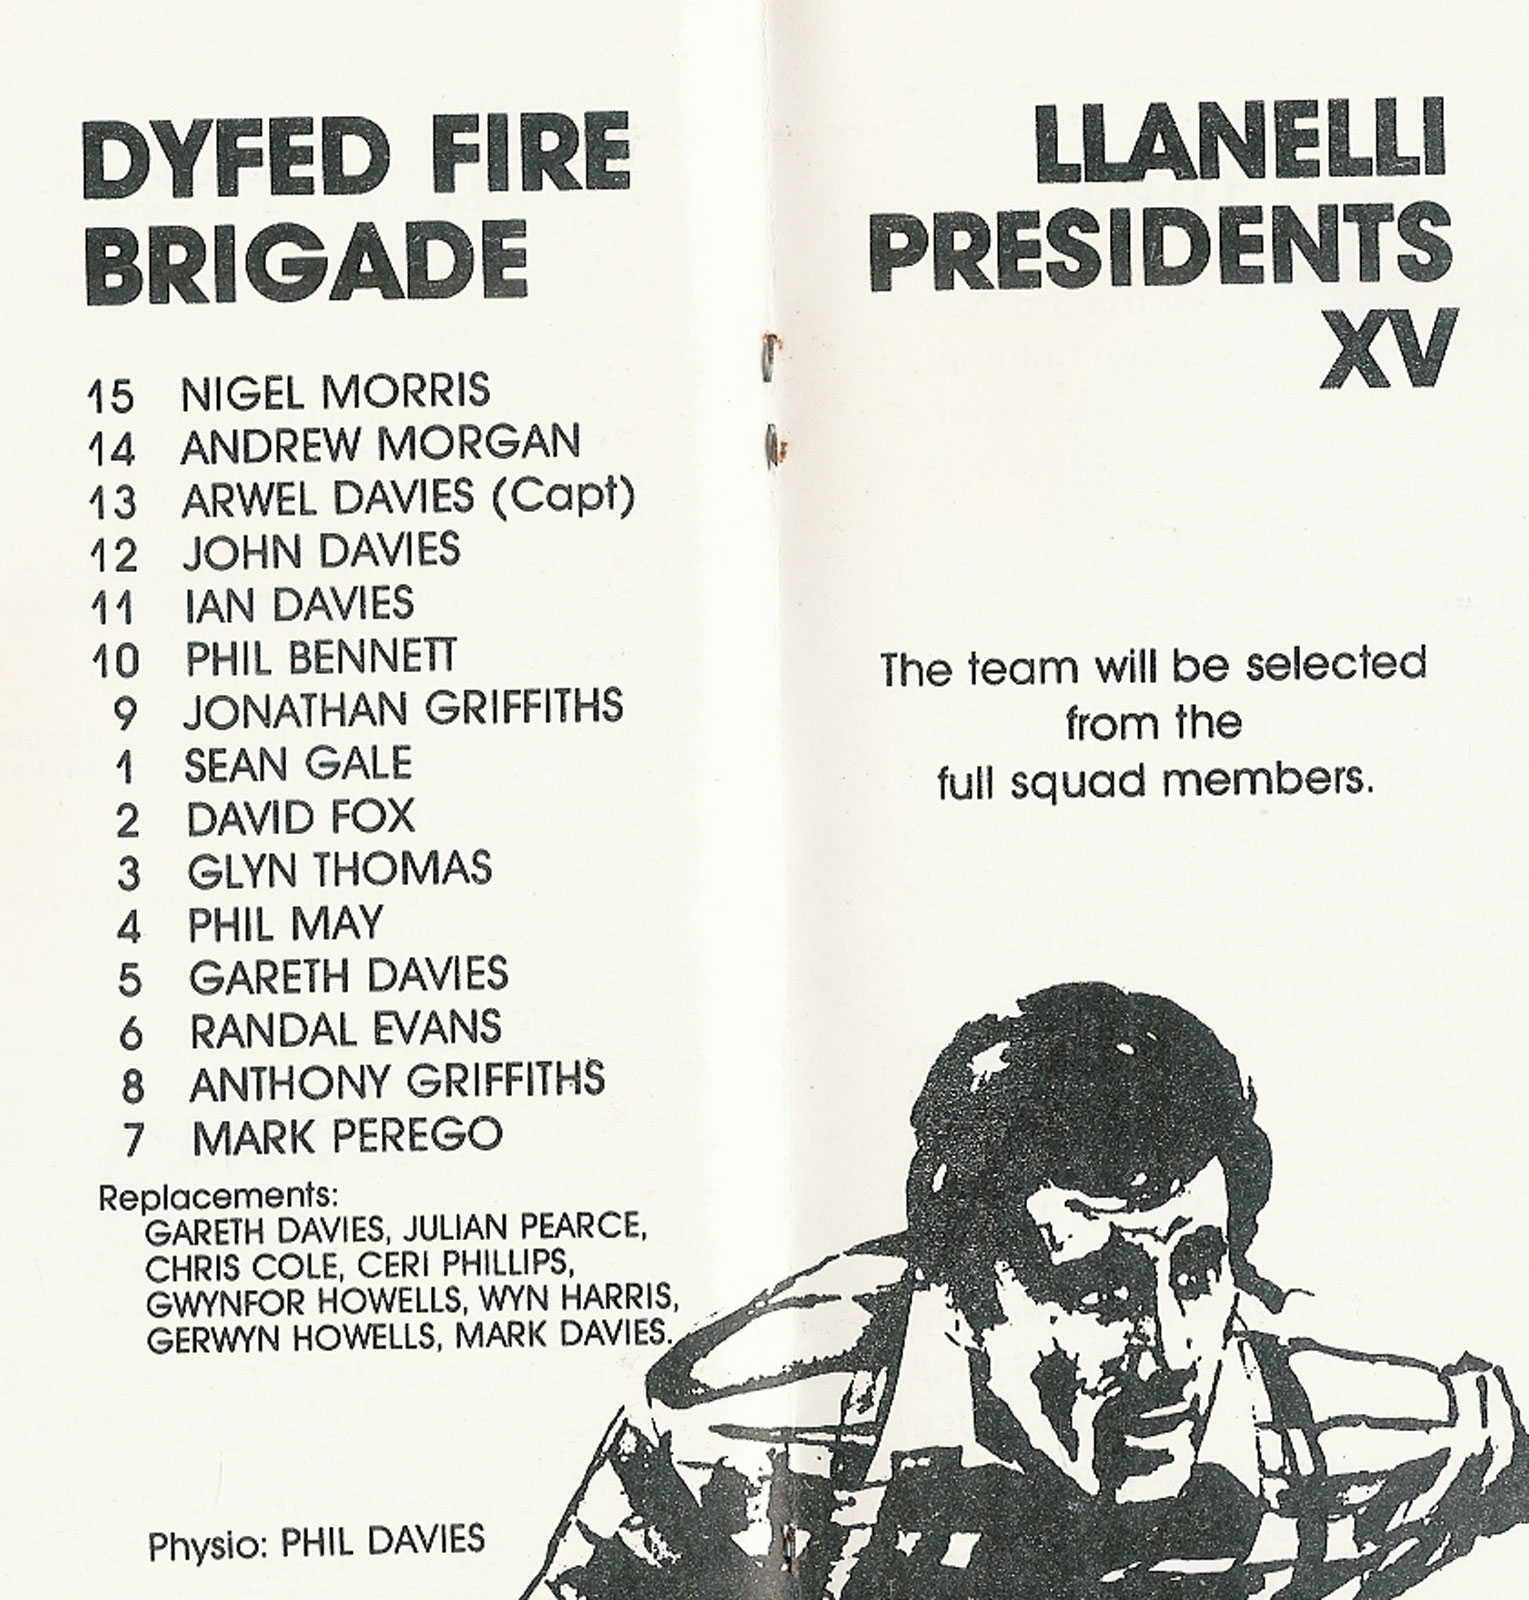 DYFED FIRE
BRIGADE
15 NIGEL MORRIS
14 ANDREW MORGAN
13 ARWEL DAVIES (Capt)
12 JOHN DAVIES
11 IAN DAVIES
10 PHIL BENNETT
9 JONATHAN GRIFFITHS
1 SEAN GALE
2 DAVID FOX
3 GLYN THOMAS
4 PHIL MAY
5 GARETH DAVIES
6 RANDAL EVANS
8 ANTHONY GRIFFITHS
7 MARK PEREGO
Replacements:
GARETH DAVIES, JULIAN PEARCE,
CHRIS COLE, CERI PHILLIPS,
GWYNFOR HOWELLS, WYN HARRIS,
GERWYN HOWELLS, MARK DAVIES.
Physio: PHIL DAVIES
LLANELLI
PRESIDENTS
XV
The team will be selected
from the
full squad members.